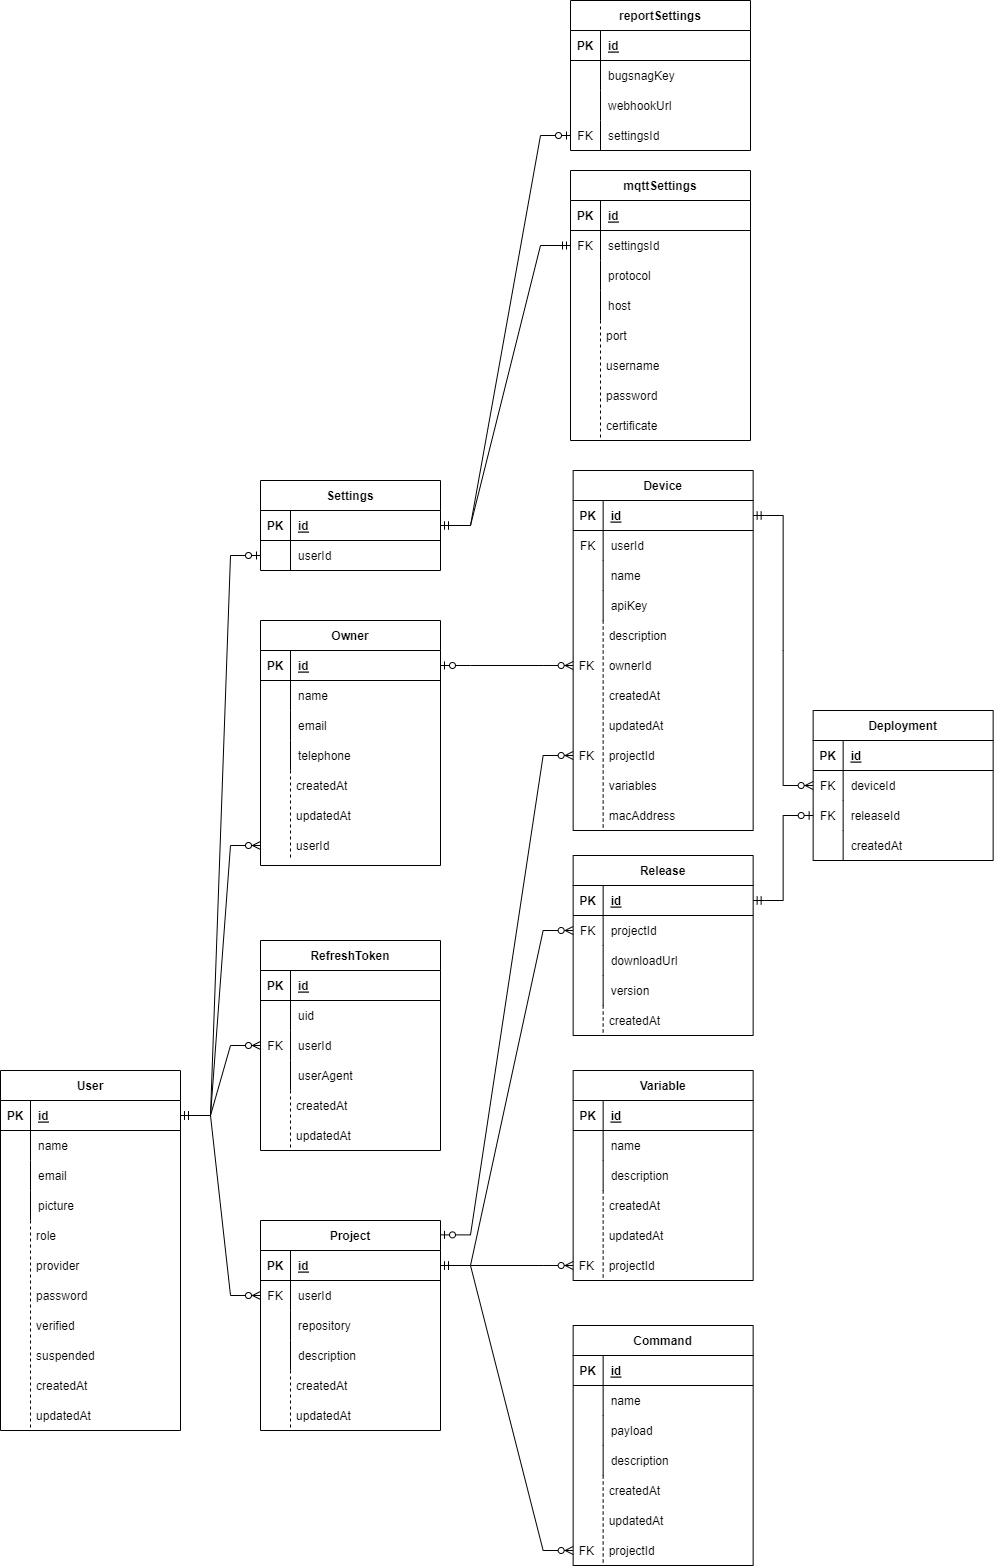 reportSettings
PK id
bugsnagKey
webhookUrl
FK settingsId
mqttSettings
PK id
FK settingsId
protocol
host
port
username
password
certificate
Settings
PK id
userId
Owner
PK id
name
email
telephone
createdAt
updatedAt
userId
RefreshToken
PK id
uid
FK userId
userAgent
createdAt
updatedAt
User
PK id
name
email
picture
role
provider
password
verified
suspended
createdAt
updatedAt
Project
PK id
FK userId
repository
description
createdAt
updatedAt
Device
PK id
FK userId
name
apiKey
description
FK ownerId
createdAt
updatedAt
FK projectId
variables
macAddress
Release
PK id
FK projectId
downloadUrl
version
createdAt
Variable
PK id
name
description
createdAt
updatedAt
FK projectId
Command
PK id
name
payload
description
createdAt
updatedAt
FK projectId
Deployment
PK id
FK deviceId
FK releaseId
createdAt